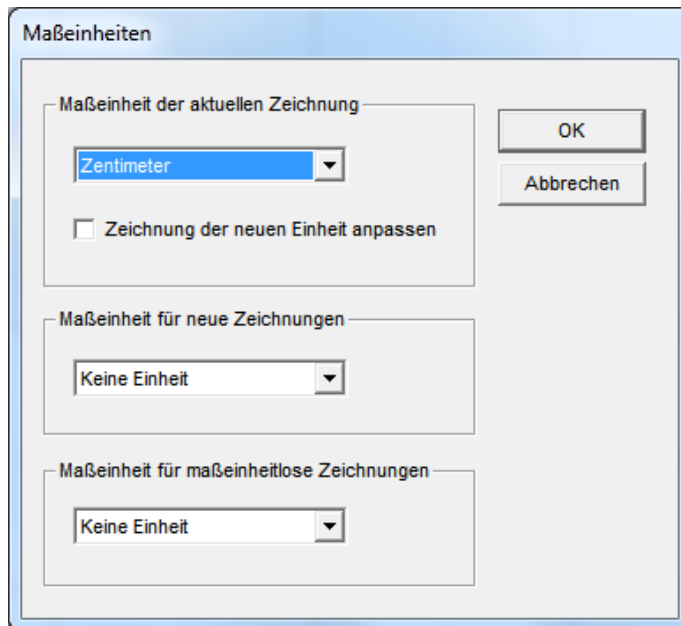 Maßeinheiten
Maßeinheit der aktuellen Zeichnung
Zentimeter
Zeichnung der neuen Einheit anpassen
OK
Abbrechen
Maßeinheit für neue Zeichnungen
Keine Einheit
Maßeinheit für maßeinheitlose Zeichnungen
Keine Einheit